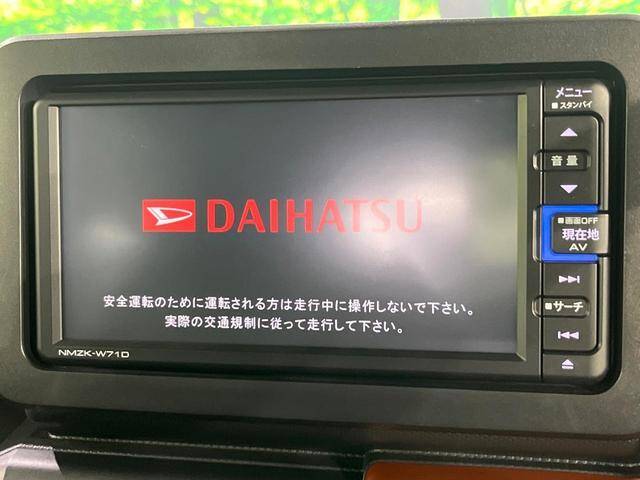 メニュー
■スタンバイ
音量
■画面OFF
現在地
AV
■サーチ
DAIHATSU
安全運転のために運転される方は走行中に操作しないで下さい。
実際の交通規制に従って走行して下さい。
NMZK-W71D